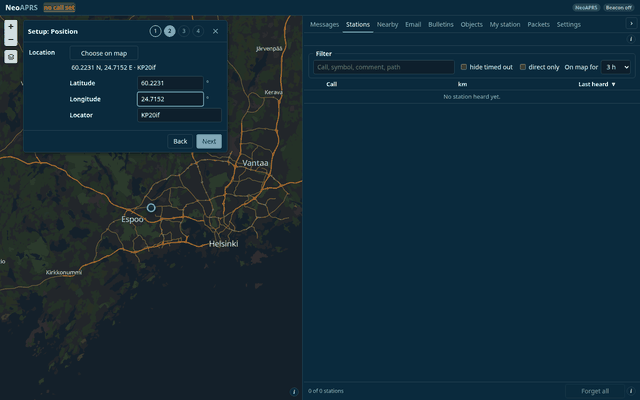 NeoAPRS
no call set
NeoAPRS
Beacon off
Setup: Position
1 2 3 4
Location
Choose on map
60.2231 N, 24.7152 E · KP20if
Latitude
60.2231
°
Longitude
24.7152
°
Locator
KP20if
Back
Next
Järvenpää
Kerava
Vantaa
Espoo
Helsinki
Kirkkonummi
Messages
Stations
Nearby
Email
Bulletins
Objects
My station
Packets
Settings
Filter
Call, symbol, comment, path
hide timed out
direct only
On map for
3 h
Call
km
Last heard ▼
No station heard yet.
0 of 0 stations
Forget all